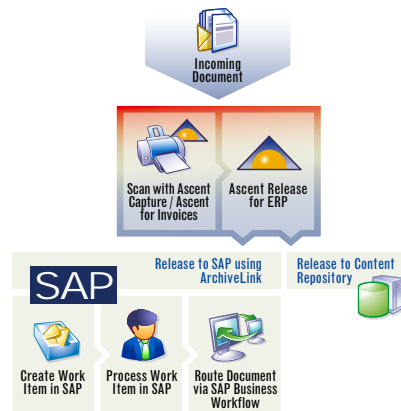 Incoming
Document
Scan with Ascent
Capture / Ascent
for Invoices
Ascent Release
for ERP
Release to SAP using
ArchiveLink
Release to Content
Repository
SAP
Create Work
Item in SAP
Process Work
Item in SAP
Route Document
via SAP Business
Workflow